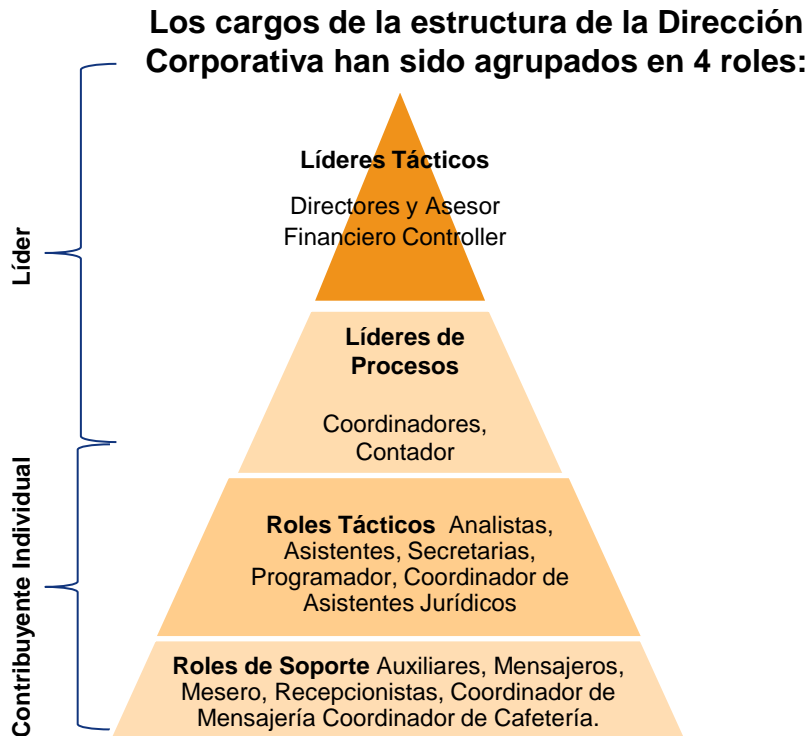 Los cargos de la estructura de la Dirección
Corporativa han sido agrupados en 4 roles:
Líder
Líderes Tácticos
Directores y Asesor
Financiero Controller
Líderes de
Procesos
Coordinadores,
Contador
Contribuyente Individual
Roles Tácticos Analistas,
Asistentes, Secretarias,
Programador, Coordinador de
Asistentes Jurídicos
Roles de Soporte Auxiliares, Mensajeros,
Mesero, Recepcionistas, Coordinador de
Mensajería Coordinador de Cafetería.